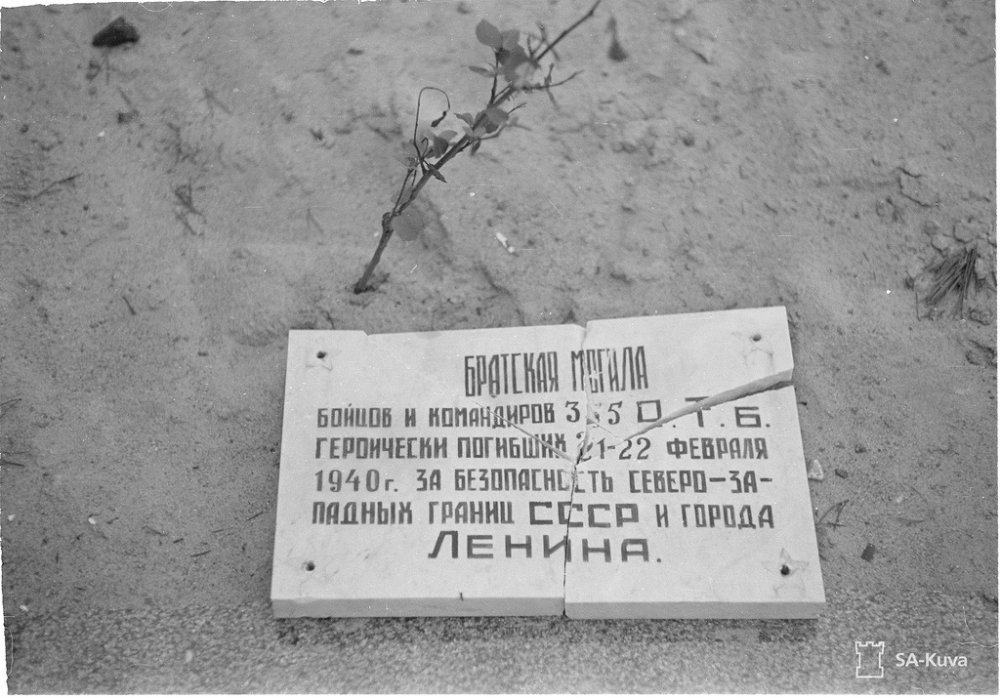 БРАТСКАЯ МОГИЛА
БОЙЦОВ И КОМАНДИРОВ 355 О.Т.Б.
ГЕРОИЧЕСКИ ПОГИБШИХ 21-22 ФЕВРАЛЯ
1940г. ЗА БЕЗОПАСНОСТЬ СЕВЕРО-ЗА-
ПАДНЫХ ГРАНИЦ СССР И ГОРОДА
ЛЕНИНА.
SA-Kuva